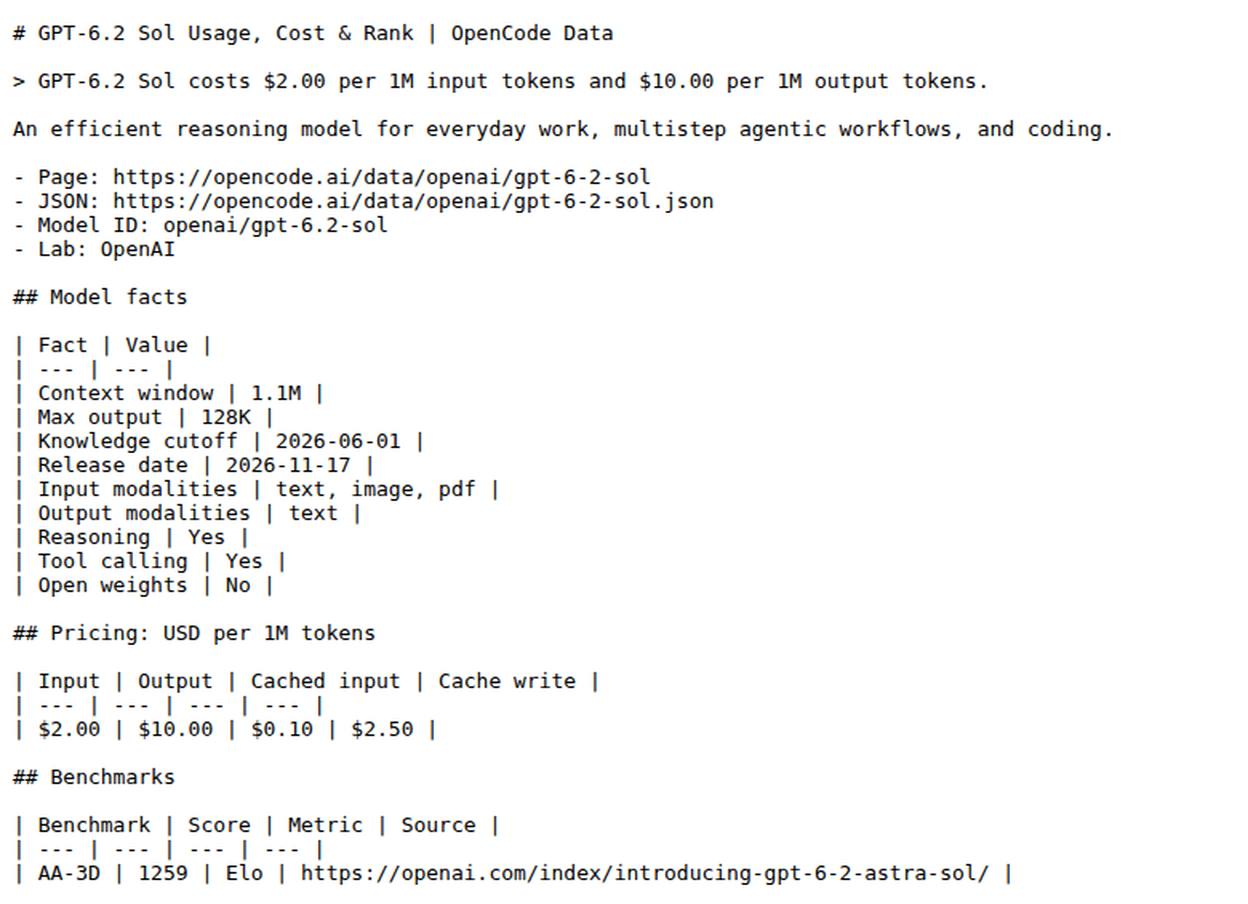 # GPT-6.2 Sol Usage, Cost & Rank | OpenCode Data
> GPT-6.2 Sol costs $2.00 per 1M input tokens and $10.00 per 1M output tokens.
An efficient reasoning model for everyday work, multistep agentic workflows, and coding.
- Page: https://opencode.ai/data/openai/gpt-6-2-sol
- JSON: https://opencode.ai/data/openai/gpt-6-2-sol.json
- Model ID: openai/gpt-6.2-sol
- Lab: OpenAI
## Model facts
| Fact | Value |
| --- | --- |
| Context window | 1.1M |
| Max output | 128K |
| Knowledge cutoff | 2026-06-01 |
| Release date | 2026-11-17 |
| Input modalities | text, image, pdf |
| Output modalities | text |
| Reasoning | Yes |
| Tool calling | Yes |
| Open weights | No |
## Pricing: USD per 1M tokens
| Input | Output | Cached input | Cache write |
| --- | --- | --- | --- |
| $2.00 | $10.00 | $0.10 | $2.50 |
## Benchmarks
| Benchmark | Score | Metric | Source |
| --- | --- | --- | --- |
| AA-3D | 1259 | Elo | https://openai.com/index/introducing-gpt-6-2-astra-sol/ |